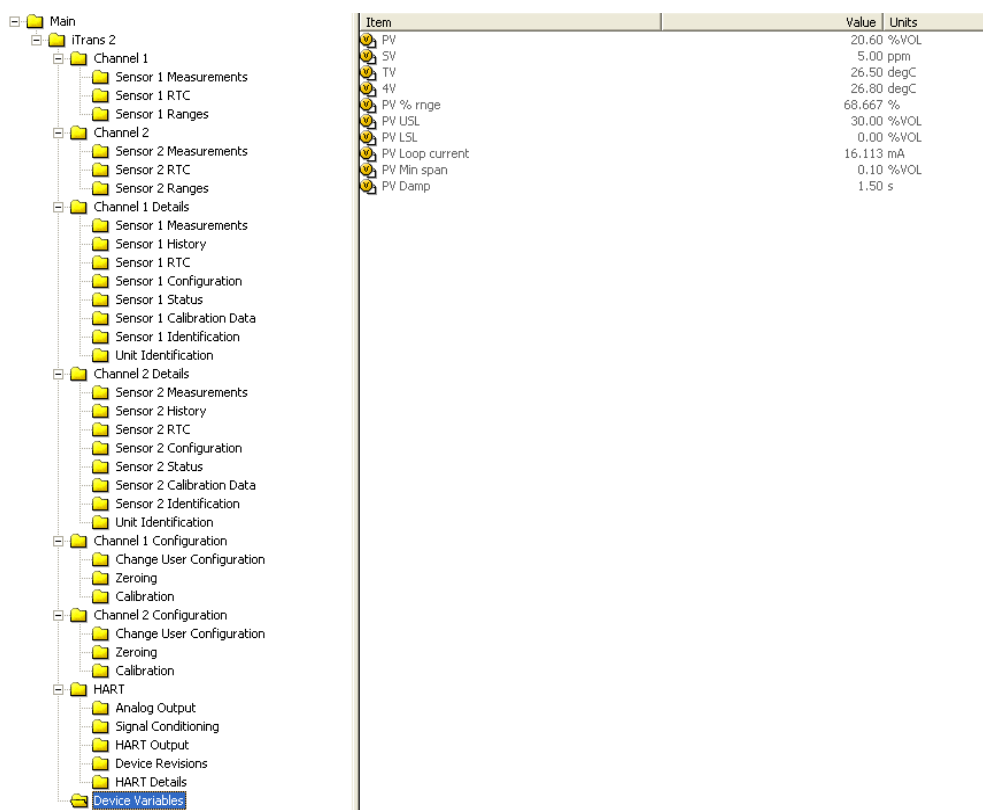 Main
iTrans 2
Channel 1
Sensor 1 Measurements
Sensor 1 RTC
Sensor 1 Ranges
Channel 2
Sensor 2 Measurements
Sensor 2 RTC
Sensor 2 Ranges
Channel 1 Details
Sensor 1 Measurements
Sensor 1 History
Sensor 1 RTC
Sensor 1 Configuration
Sensor 1 Status
Sensor 1 Calibration Data
Sensor 1 Identification
Unit Identification
Channel 2 Details
Sensor 2 Measurements
Sensor 2 History
Sensor 2 RTC
Sensor 2 Configuration
Sensor 2 Status
Sensor 2 Calibration Data
Sensor 2 Identification
Unit Identification
Channel 1 Configuration
Change User Configuration
Zeroing
Calibration
Channel 2 Configuration
Change User Configuration
Zeroing
Calibration
HART
Analog Output
Signal Conditioning
HART Output
Device Revisions
HART Details
Device Variables
Item Value Units
PV 20.60 %VOL
SV 5.00 ppm
TV 26.50 degC
4V 26.80 degC
PV % rnge 68.667 %
PV USL 30.00 %VOL
PV LSL 0.00 %VOL
PV Loop current 16.113 mA
PV Min span 0.10 %VOL
PV Damp 1.50 s